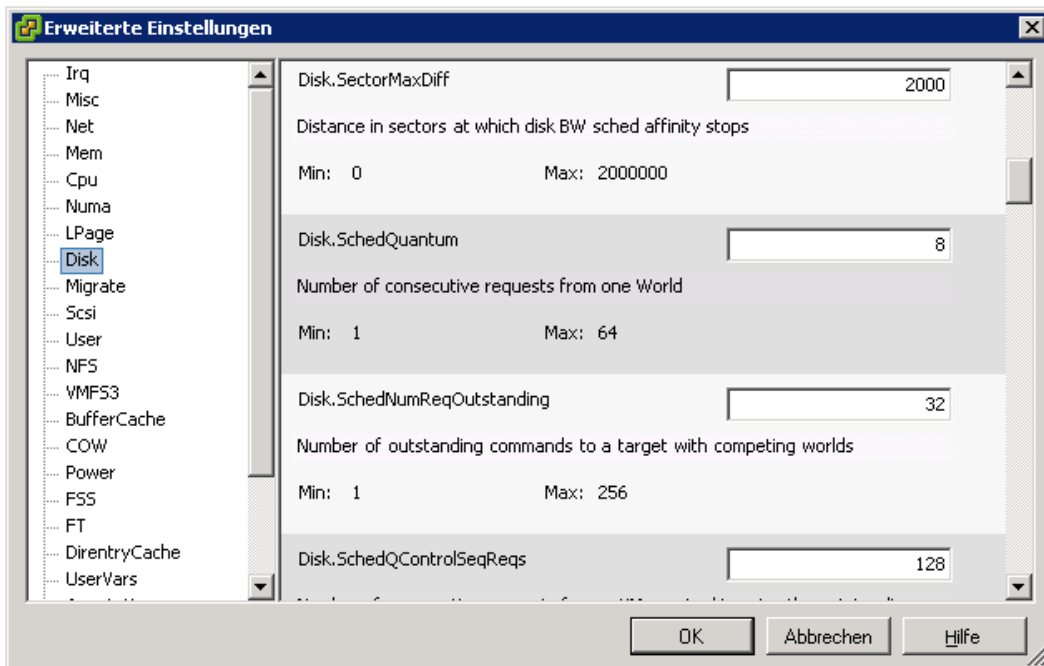 Erweiterte Einstellungen
Irq
Misc
Net
Mem
Cpu
Numa
LPage
Disk
Migrate
Scsi
User
NFS
VMFS3
BufferCache
COW
Power
FSS
FT
DirentryCache
UserVars
Disk.SectorMaxDiff 2000
Distance in sectors at which disk BW sched affinity stops
Min: 0 Max: 2000000
Disk.SchedQuantum 8
Number of consecutive requests from one World
Min: 1 Max: 64
Disk.SchedNumReqOutstanding 32
Number of outstanding commands to a target with competing worlds
Min: 1 Max: 256
Disk.SchedQControlSeqReqs 128
OK Abbrechen Hilfe